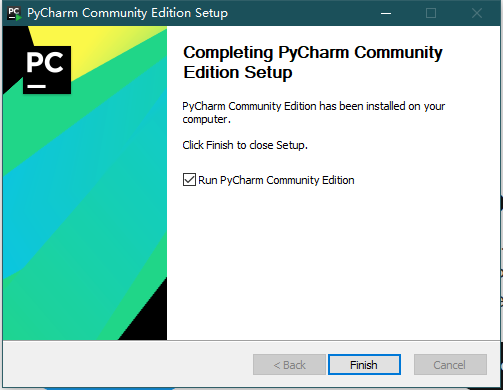 PC PyCharm Community Edition Setup
PC
Completing PyCharm Community
Edition Setup
PyCharm Community Edition has been installed on your
computer.
Click Finish to close Setup.
Run PyCharm Community Edition
< Back
Finish
Cancel